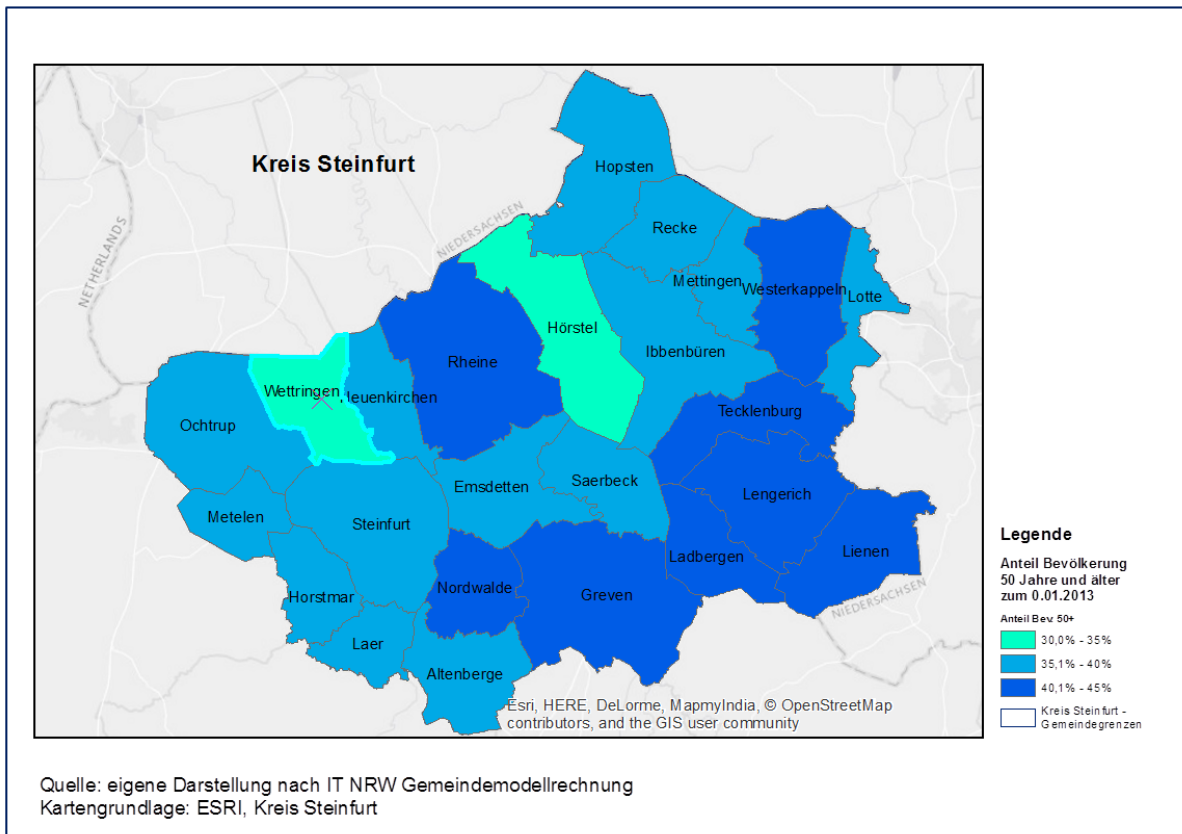 Kreis Steinfurt
NETHERLANDS
NIEDERSACHSEN
Hopsten
Recke
Mettingen
Westerkappeln
Lotte
Hörstel
Ibbenbüren
Rheine
Wettringen
Neuenkirchen
Ochtrup
Tecklenburg
Saerbeck
Emsdetten
Lengerich
Metelen
Steinfurt
Lienen
Ladbergen
Nordwalde
Greven
Horstmar
Laer
Altenberge
NIEDERSACHSEN
Esri, HERE, DeLorme, MapmyIndia, © OpenStreetMap
contributors, and the GIS user community
Legende
Anteil Bevölkerung
50 Jahre und älter
zum 0.01.2013
Anteil Bev. 50+
30,0% - 35%
35,1% - 40%
40,1% - 45%
Kreis Steinfurt -
Gemeindegrenzen
Quelle: eigene Darstellung nach IT NRW Gemeindemodellrechnung
Kartengrundlage: ESRI, Kreis Steinfurt